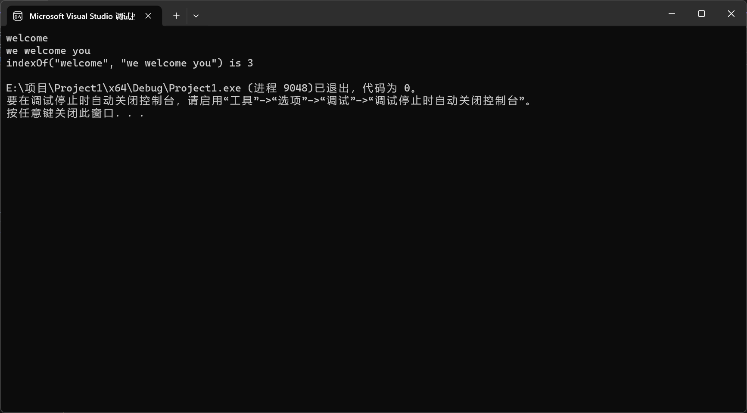 Microsoft Visual Studio 调试
welcome
we welcome you
indexOf("welcome", "we welcome you") is 3
E:\项目\Project1\x64\Debug\Project1.exe (进程 9048)已退出，代码为 0。
要在调试停止时自动关闭控制台，请启用“工具”->“选项”->“调试”->“调试停止时自动关闭控制台”。
按任意键关闭此窗口. . .